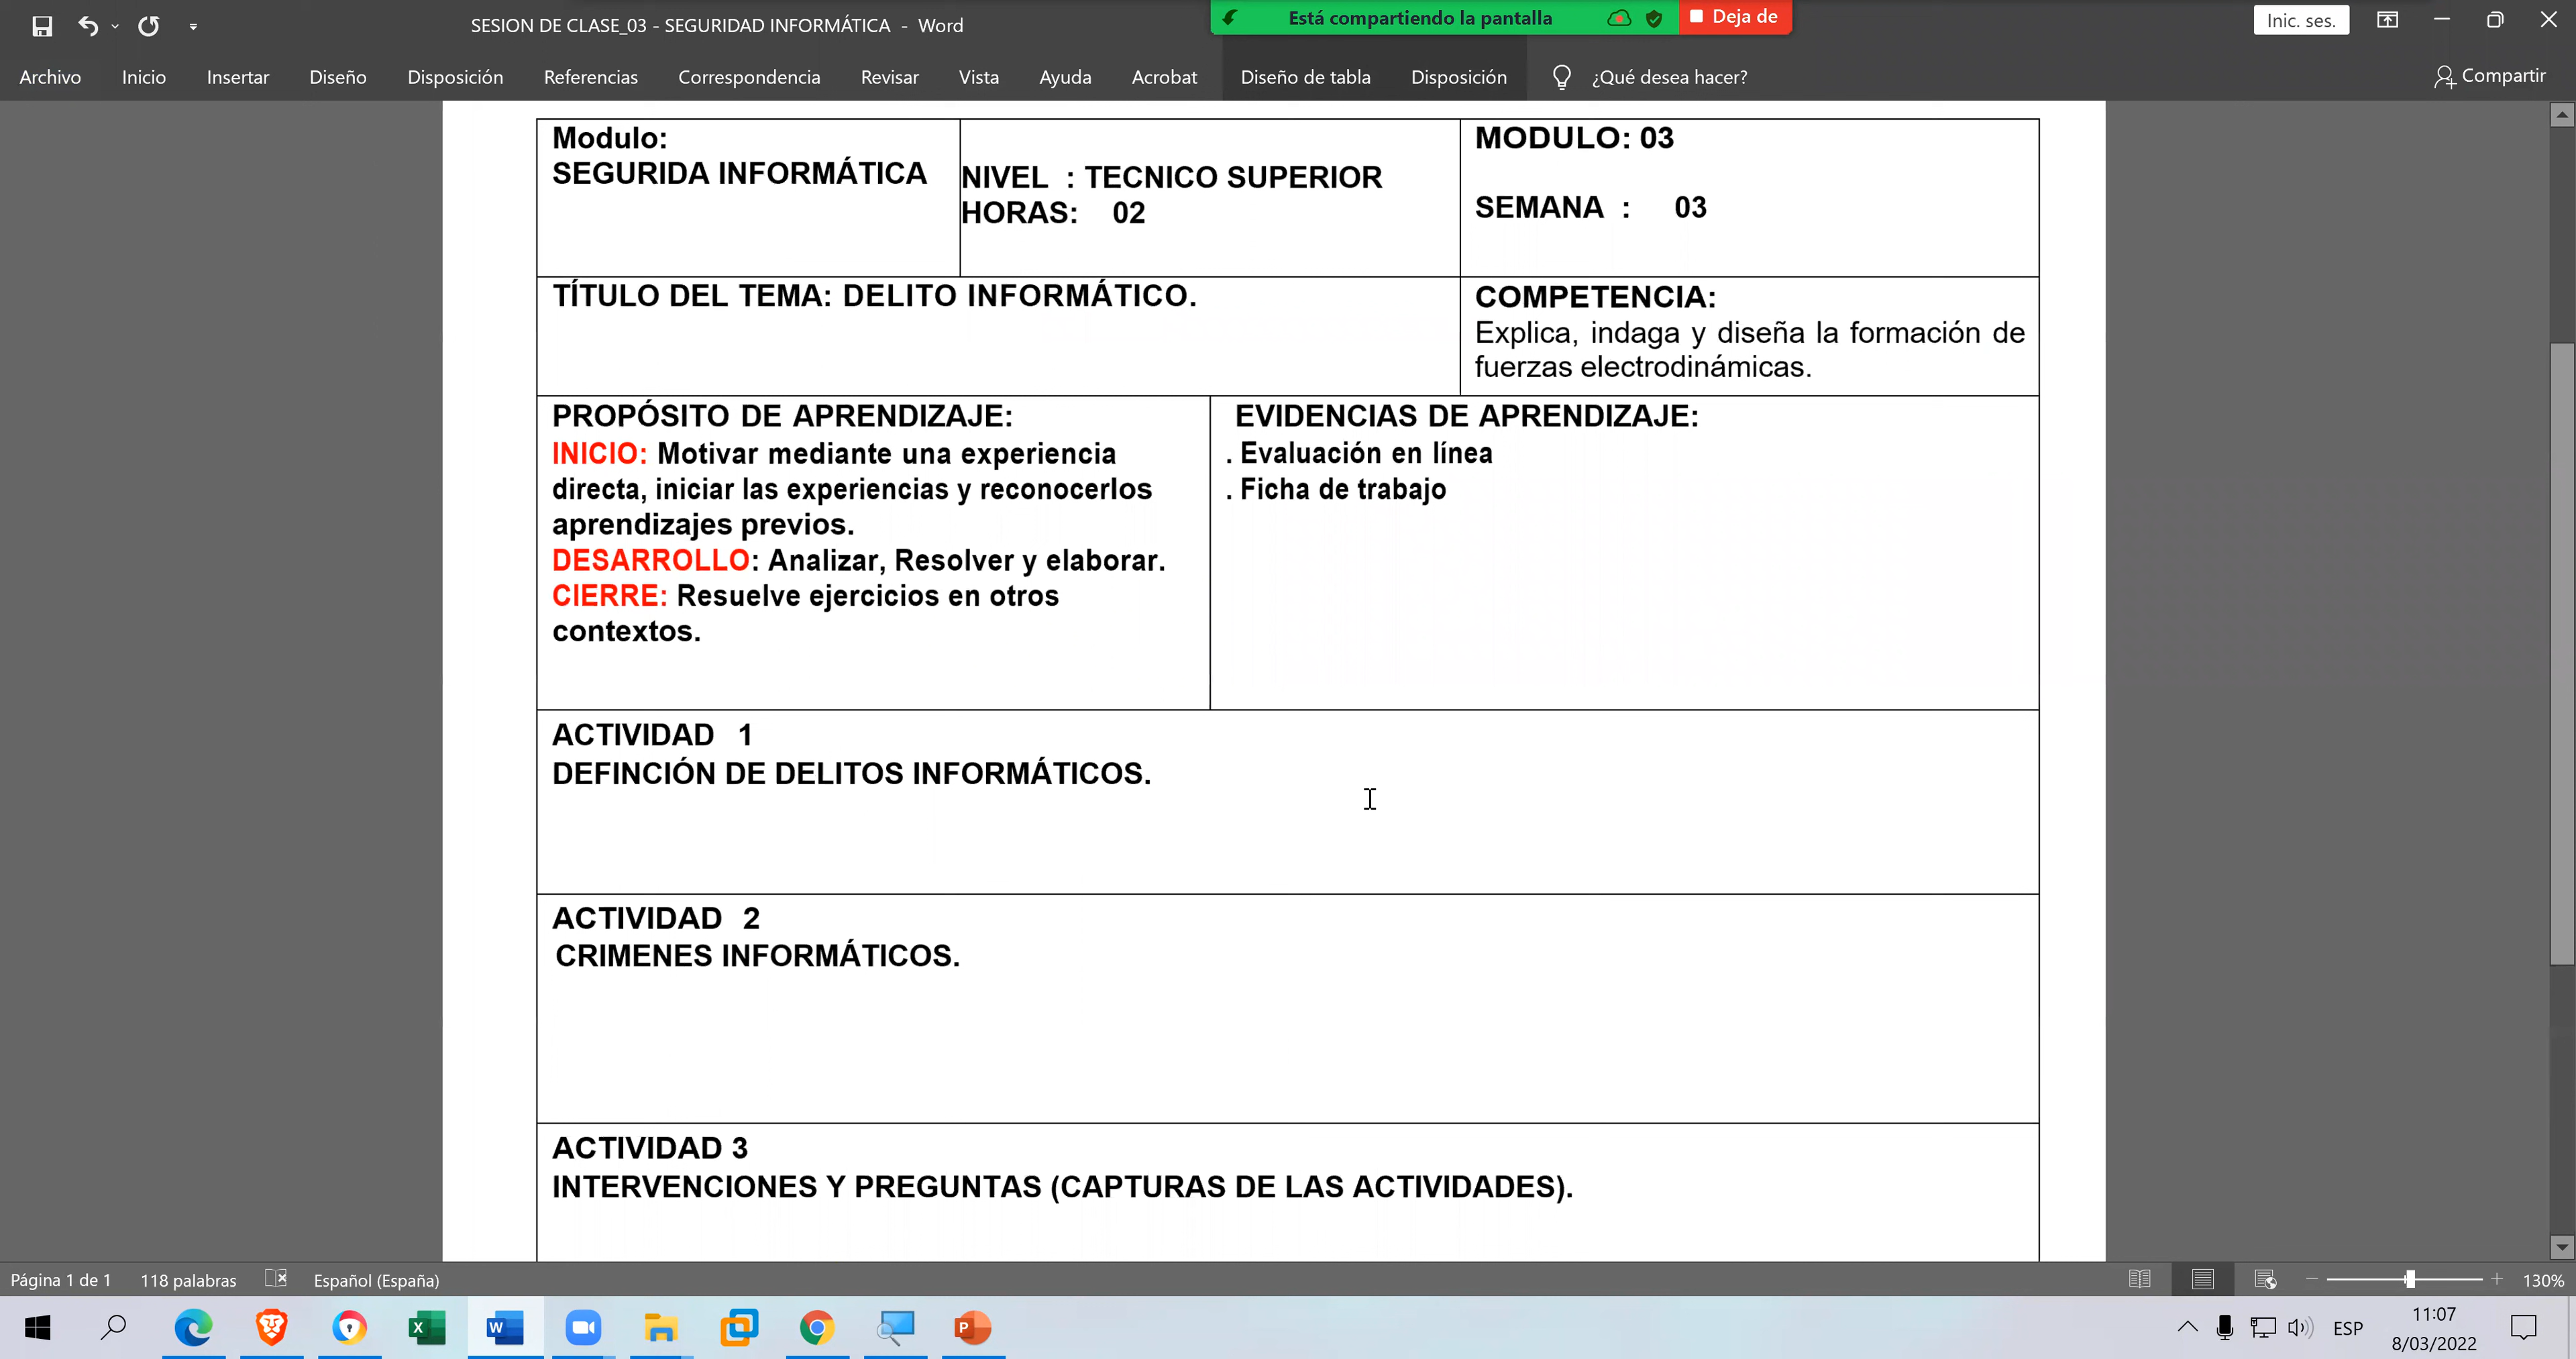 SESION DE CLASE_03 - SEGURIDAD INFORMÁTICA - Word
Está compartiendo la pantalla
Deja de
Inic. ses.
Archivo Inicio Insertar Diseño Disposición Referencias Correspondencia Revisar Vista Ayuda Acrobat Diseño de tabla Disposición ¿Qué desea hacer? Compartir
Modulo:
SEGURIDA INFORMÁTICA
NIVEL : TECNICO SUPERIOR
HORAS: 02
MODULO: 03
SEMANA : 03
TÍTULO DEL TEMA: DELITO INFORMÁTICO.
COMPETENCIA:
Explica, indaga y diseña la formación de
fuerzas electrodinámicas.
PROPÓSITO DE APRENDIZAJE:
INICIO: Motivar mediante una experiencia
directa, iniciar las experiencias y reconocerlos
aprendizajes previos.
DESARROLLO: Analizar, Resolver y elaborar.
CIERRE: Resuelve ejercicios en otros
contextos.
EVIDENCIAS DE APRENDIZAJE:
. Evaluación en línea
. Ficha de trabajo
ACTIVIDAD 1
DEFINCIÓN DE DELITOS INFORMÁTICOS.
ACTIVIDAD 2
CRIMENES INFORMÁTICOS.
ACTIVIDAD 3
INTERVENCIONES Y PREGUNTAS (CAPTURAS DE LAS ACTIVIDADES).
Página 1 de 1 118 palabras Español (España) 130%
ESP
11:07
8/03/2022